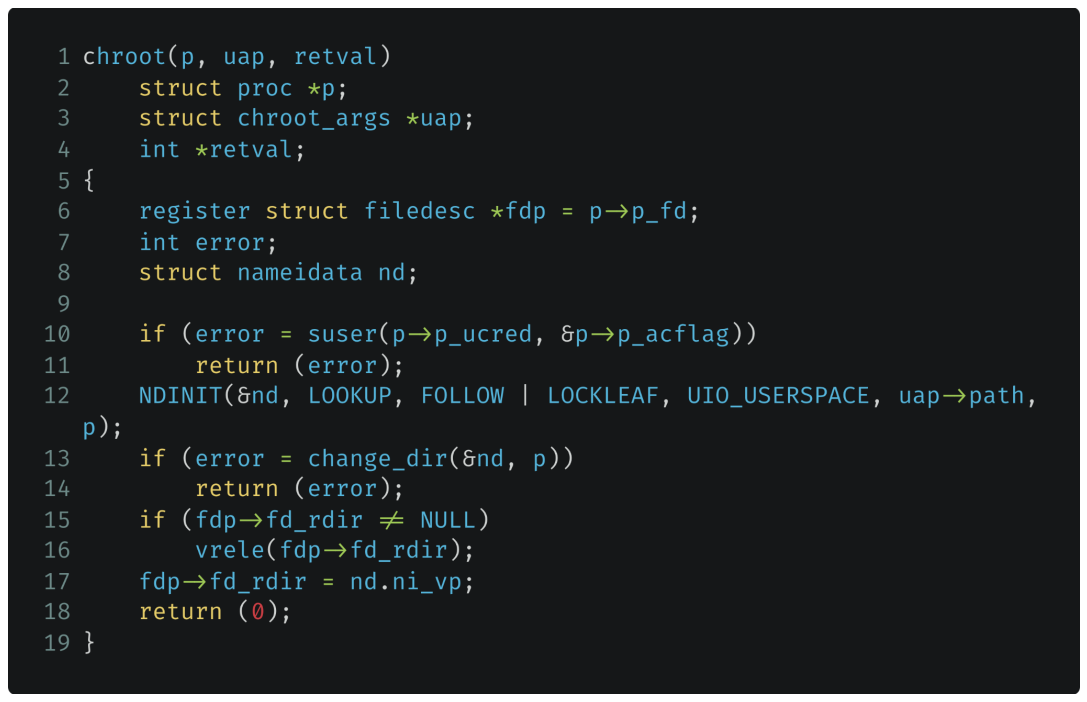 1 chroot(p, uap, retval)
2     struct proc *p;
3     struct chroot_args *uap;
4     int *retval;
5 {
6     register struct filedesc *fdp = p->p_fd;
7     int error;
8     struct nameidata nd;
9
10     if (error = suser(p->p_ucred, &p->p_acflag))
11         return (error);
12     NDINIT(&nd, LOOKUP, FOLLOW | LOCKLEAF, UIO_USERSPACE, uap->path,
p);
13     if (error = change_dir(&nd, p))
14         return (error);
15     if (fdp->fd_rdir != NULL)
16         vrele(fdp->fd_rdir);
17     fdp->fd_rdir = nd.ni_vp;
18     return (0);
19 }